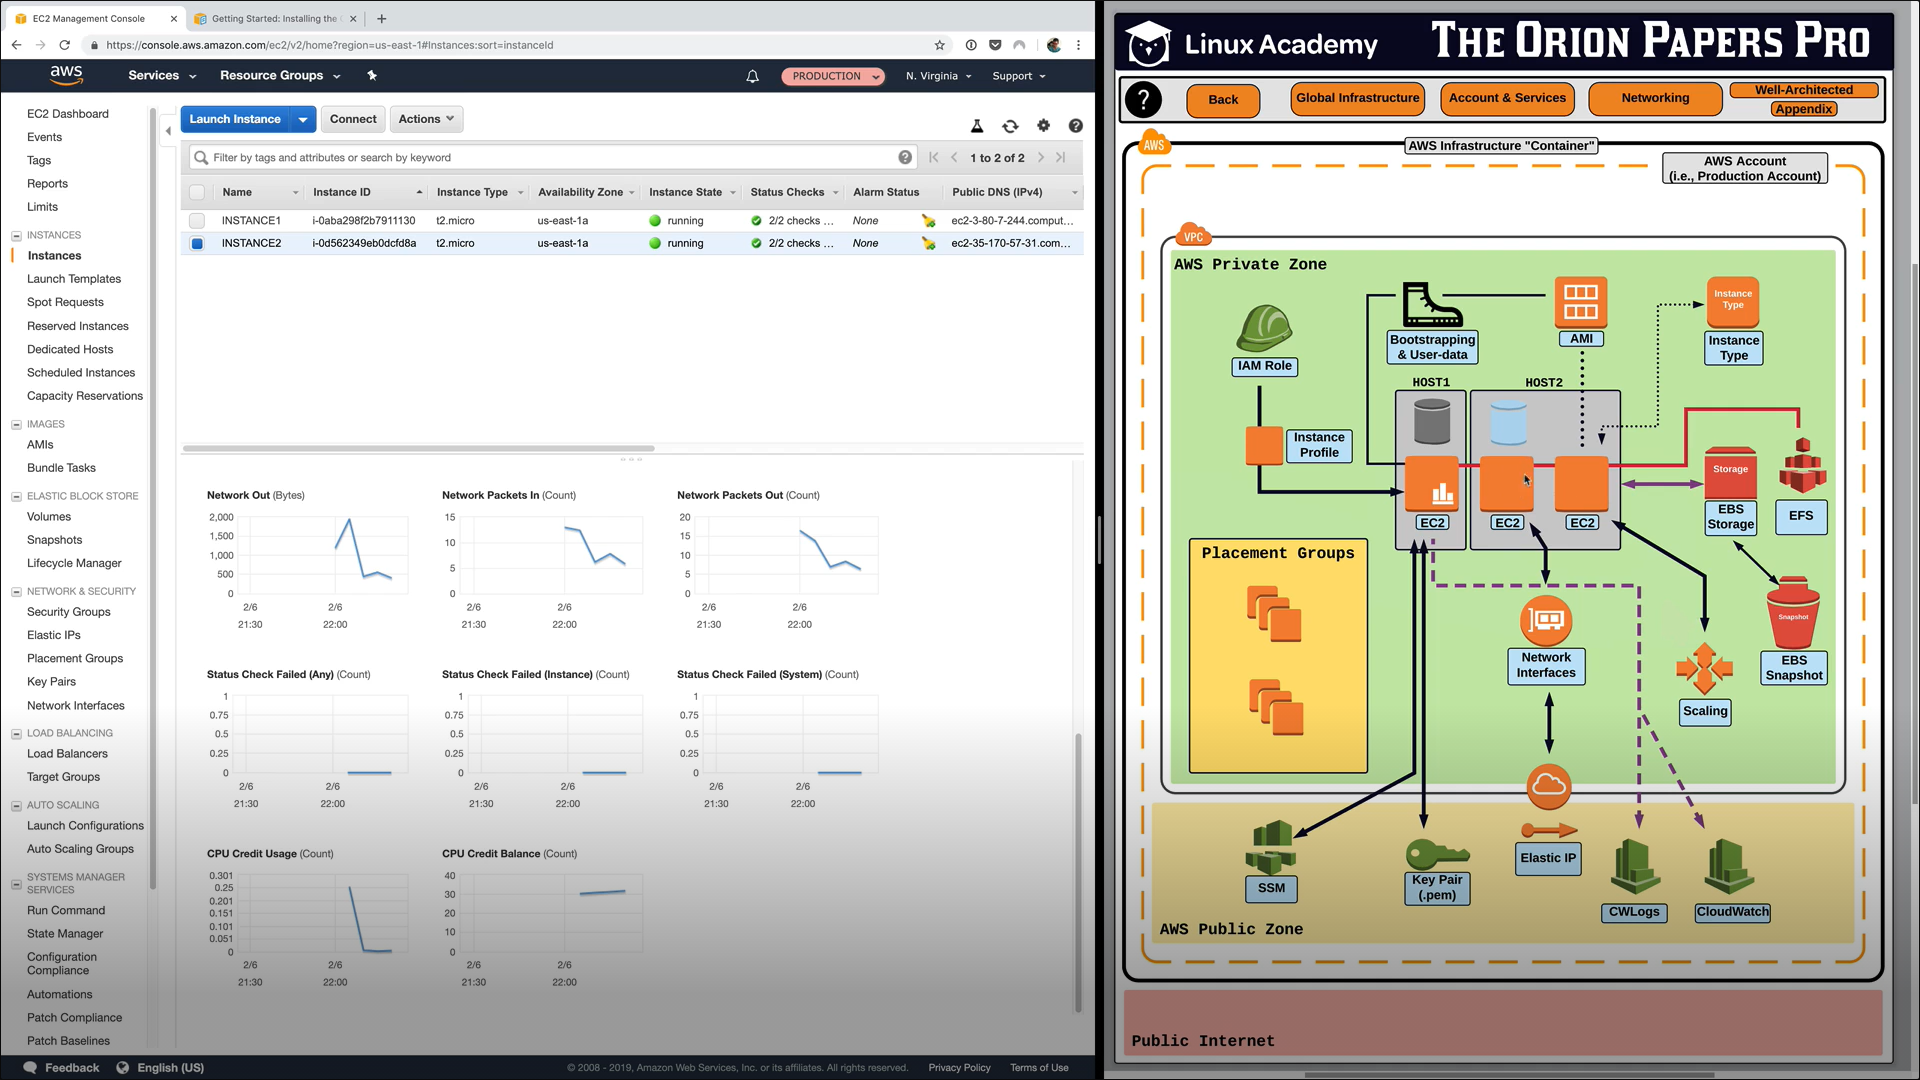 EC2 Management Console
Getting Started: Installing the
https://console.aws.amazon.com/ec2/v2/home?region=us-east-1#Instances:sort=instanceId
aws
Services
Resource Groups
PRODUCTION
N. Virginia
Support
EC2 Dashboard
Events
Tags
Reports
Limits
INSTANCES
Instances
Launch Templates
Spot Requests
Reserved Instances
Dedicated Hosts
Scheduled Instances
Capacity Reservations
IMAGES
AMIs
Bundle Tasks
ELASTIC BLOCK STORE
Volumes
Snapshots
Lifecycle Manager
NETWORK & SECURITY
Security Groups
Elastic IPs
Placement Groups
Key Pairs
Network Interfaces
LOAD BALANCING
Load Balancers
Target Groups
AUTO SCALING
Launch Configurations
Auto Scaling Groups
SYSTEMS MANAGER
SERVICES
Run Command
State Manager
Configuration
Compliance
Automations
Patch Compliance
Patch Baselines
Launch Instance
Connect
Actions
Filter by tags and attributes or search by keyword
1 to 2 of 2
Name Instance ID Instance Type Availability Zone Instance State Status Checks Alarm Status Public DNS (IPv4)
INSTANCE1 i-0aba298f2b7911130 t2.micro us-east-1a running 2/2 checks ... None ec2-3-80-7-244.comput...
INSTANCE2 i-0d562349eb0dcfd8a t2.micro us-east-1a running 2/2 checks ... None ec2-35-170-57-31.com...
Network Out (Bytes)
2,000
1,500
1,000
500
0
2/6 2/6
21:30 22:00
Network Packets In (Count)
15
10
5
0
2/6 2/6
21:30 22:00
Network Packets Out (Count)
20
15
10
5
0
2/6 2/6
21:30 22:00
Status Check Failed (Any) (Count)
1
0.75
0.5
0.25
0
2/6 2/6
21:30 22:00
Status Check Failed (Instance) (Count)
1
0.75
0.5
0.25
0
2/6 2/6
21:30 22:00
Status Check Failed (System) (Count)
1
0.75
0.5
0.25
0
2/6 2/6
21:30 22:00
CPU Credit Usage (Count)
0.301
0.25
0.201
0.151
0.101
0.051
0
2/6 2/6
21:30 22:00
CPU Credit Balance (Count)
40
30
20
10
0
2/6 2/6
21:30 22:00
Feedback
English (US)
© 2008 - 2019, Amazon Web Services, Inc. or its affiliates. All rights reserved.
Privacy Policy
Terms of Use
Linux Academy
THE ORION PAPERS PRO
?
Back
Global Infrastructure
Account & Services
Networking
Well-Architected
Appendix
AWS
AWS Infrastructure "Container"
AWS Account
(i.e., Production Account)
VPC
AWS Private Zone
IAM Role
Bootstrapping
& User-data
AMI
Instance
Type
Instance
Type
HOST1
HOST2
Instance
Profile
EC2
EC2
EC2
Storage
EBS
Storage
EFS
Placement Groups
Network
Interfaces
Snapshot
EBS
Snapshot
Scaling
SSM
Key Pair
(.pem)
Elastic IP
CWLogs
CloudWatch
AWS Public Zone
Public Internet